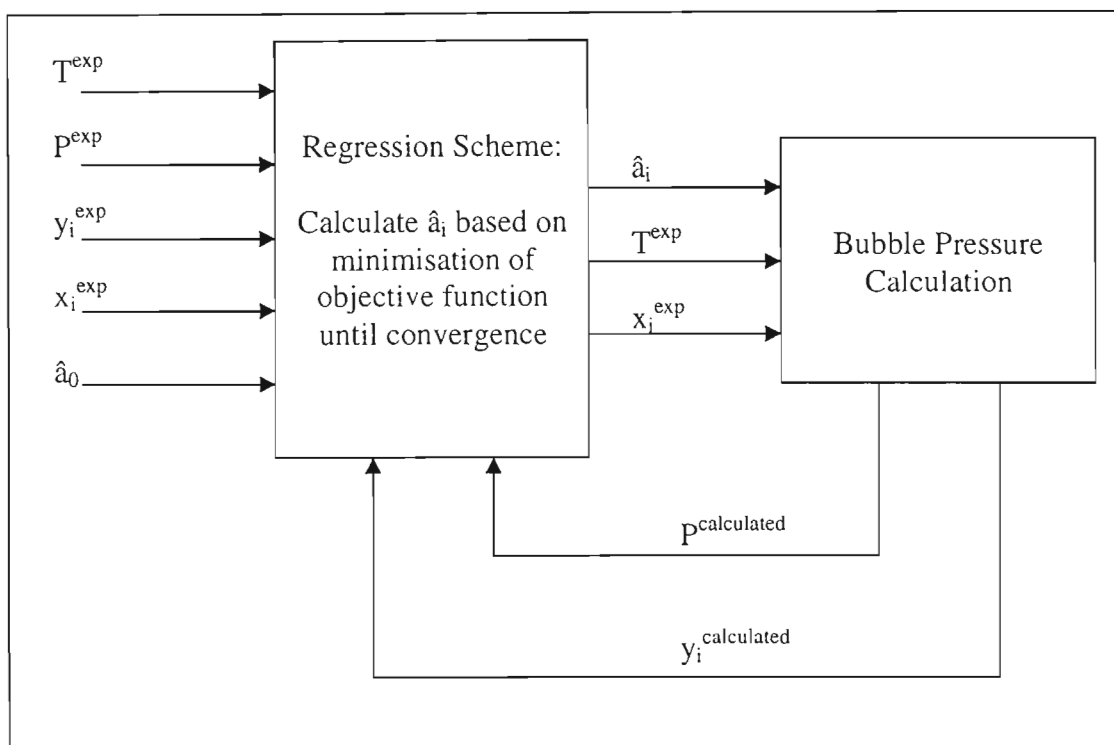 T^exp
P^exp
y_i^exp
x_i^exp
â_0
Regression Scheme:
Calculate â_i based on
minimisation of
objective function
until convergence
â_i
T^exp
x_i^exp
Bubble Pressure
Calculation
P^calculated
y_i^calculated